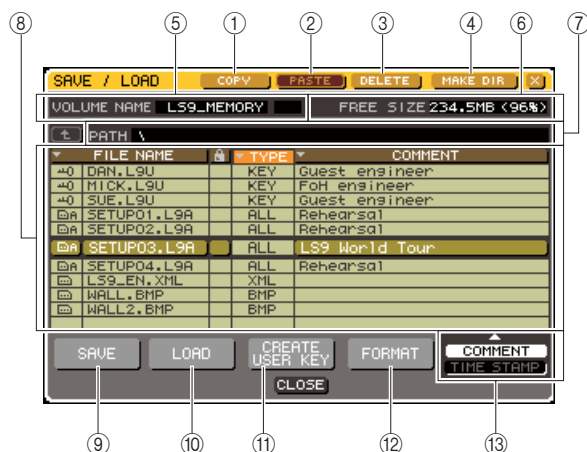 ⑧ ⑤ ① ② ③ ④ ⑥ ⑦
SAVE / LOAD COPY PASTE DELETE MAKE DIR X
VOLUME NAME LS9_MEMORY FREE SIZE 234.5MB (96%)
PATH \
FILE NAME TYPE COMMENT
DAN.L9U KEY Guest engineer
MICK.L9U KEY FoH engineer
SUE.L9U KEY Guest engineer
A SETUP01.L9A ALL Rehearsal
A SETUP02.L9A ALL Rehearsal
A SETUP03.L9A ALL LS9 World Tour
A SETUP04.L9A ALL Rehearsal
LS9_EN.XML XML
WALL.BMP BMP
WALL2.BMP BMP
SAVE LOAD CREATE USER KEY FORMAT COMMENT
TIME STAMP
CLOSE
⑨ ⑩ ⑪ ⑫ ⑬